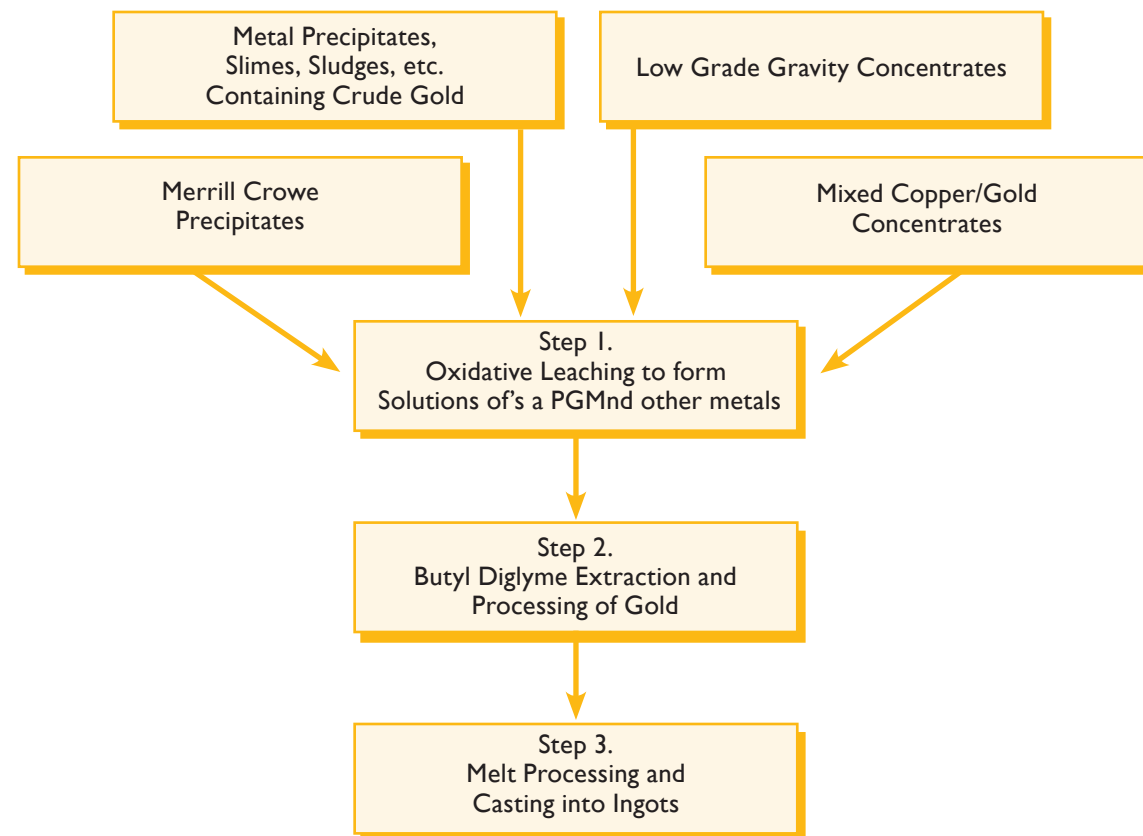 Metal Precipitates,
Slimes, Sludges, etc.
Containing Crude Gold
Low Grade Gravity Concentrates
Merrill Crowe
Precipitates
Mixed Copper/Gold
Concentrates
Step 1.
Oxidative Leaching to form
Solutions of's a PGMnd other metals
Step 2.
Butyl Diglyme Extraction and
Processing of Gold
Step 3.
Melt Processing and
Casting into Ingots